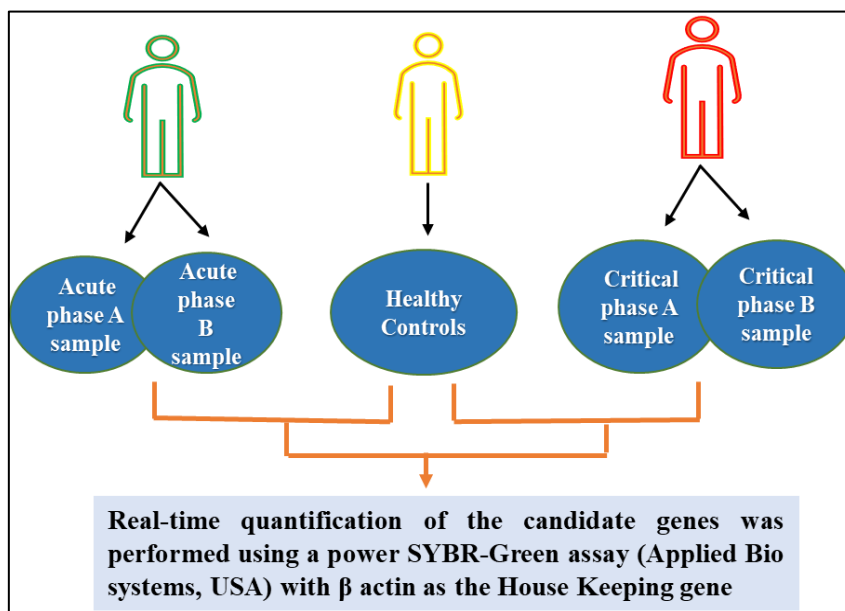 Acute
phase A
sample
Acute
phase
B
sample
Healthy
Controls
Critical
phase A
sample
Critical
phase B
sample
Real-time quantification of the candidate genes was
performed using a power SYBR-Green assay (Applied Bio
systems, USA) with β actin as the House Keeping gene